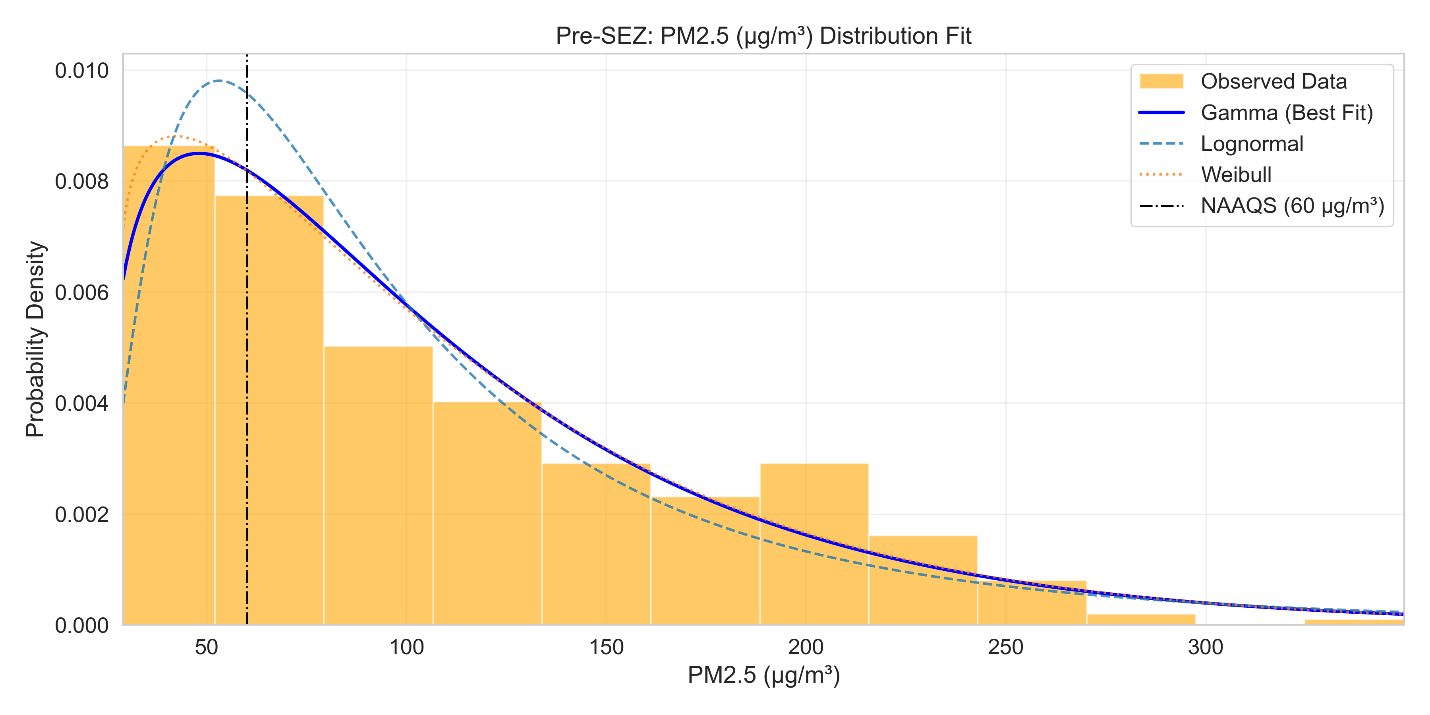 Pre-SEZ: PM2.5 (µg/m³) Distribution Fit
Observed Data
Gamma (Best Fit)
Lognormal
Weibull
NAAQS (60 µg/m³)
Probability Density
0.010
0.008
0.006
0.004
0.002
0.000
50
100
150
200
250
300
PM2.5 (µg/m³)